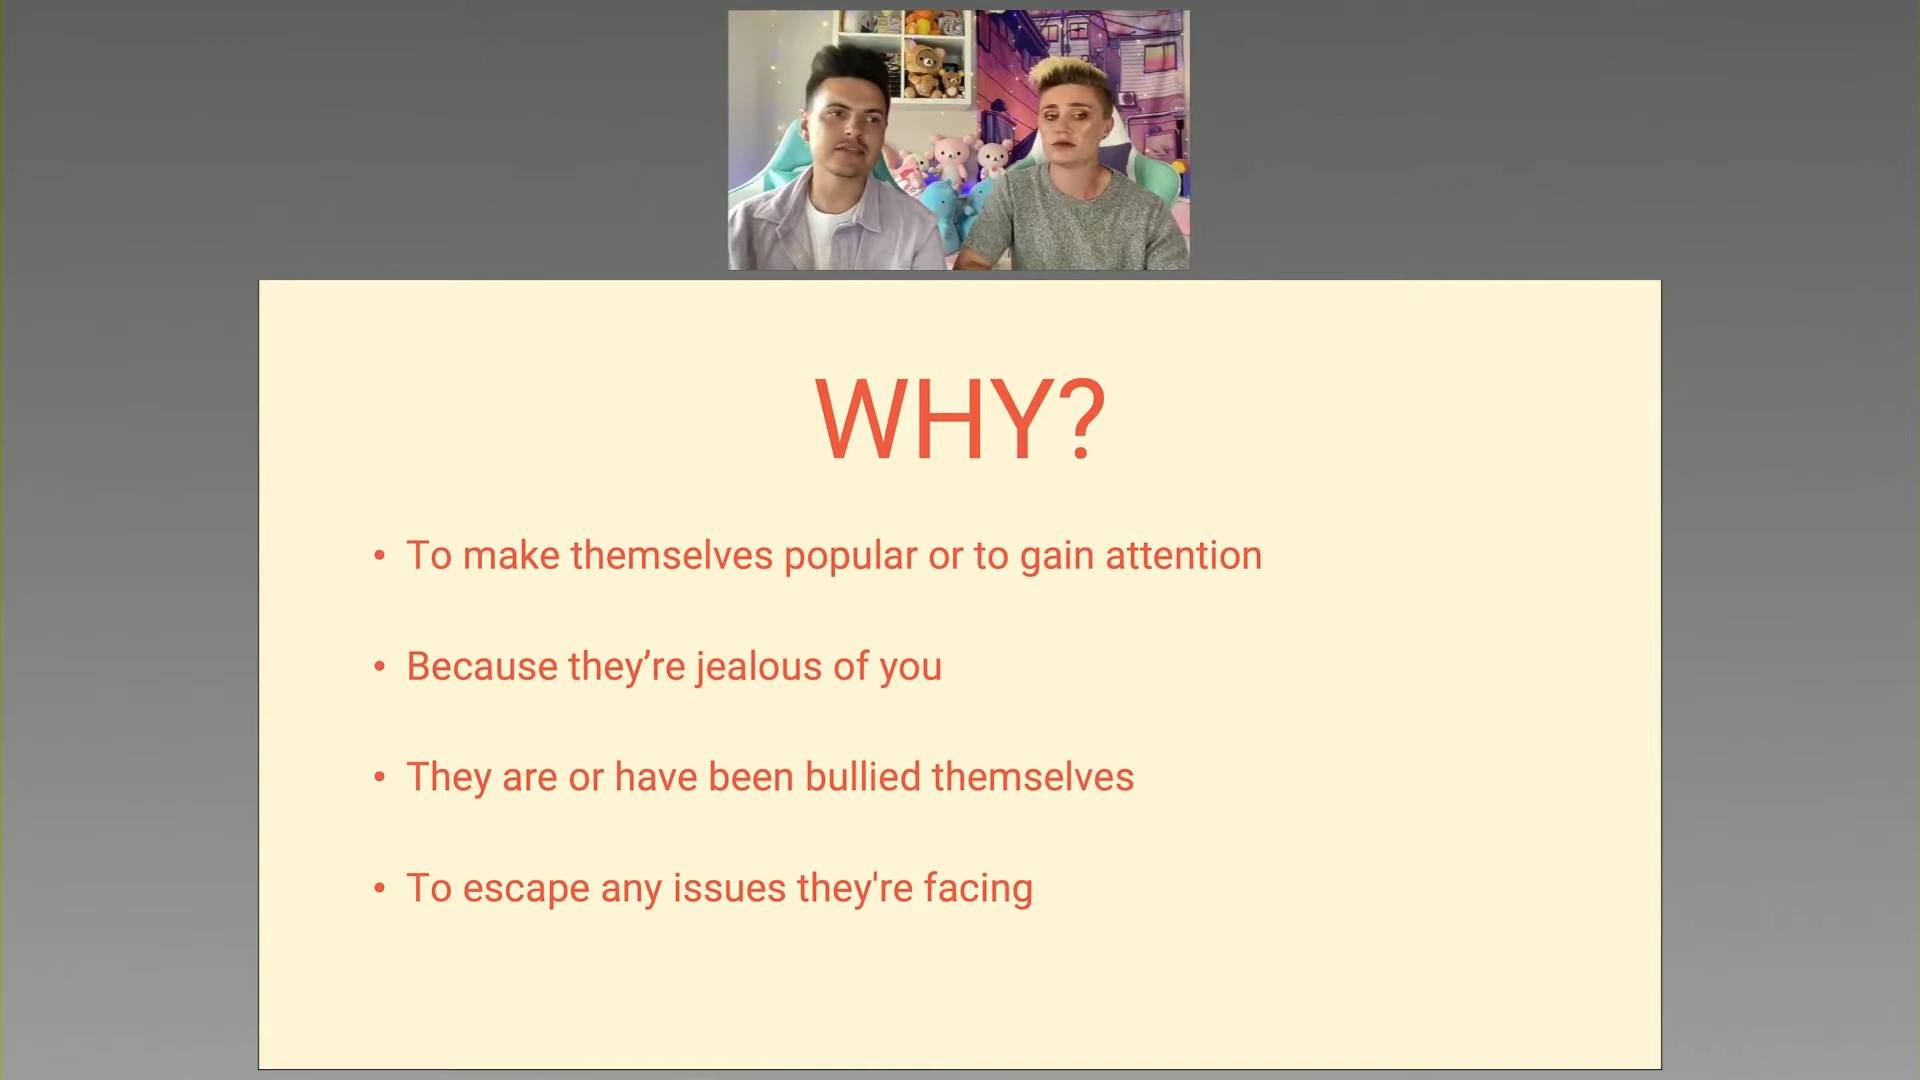 WHY?
• To make themselves popular or to gain attention
• Because they’re jealous of you
• They are or have been bullied themselves
• To escape any issues they're facing